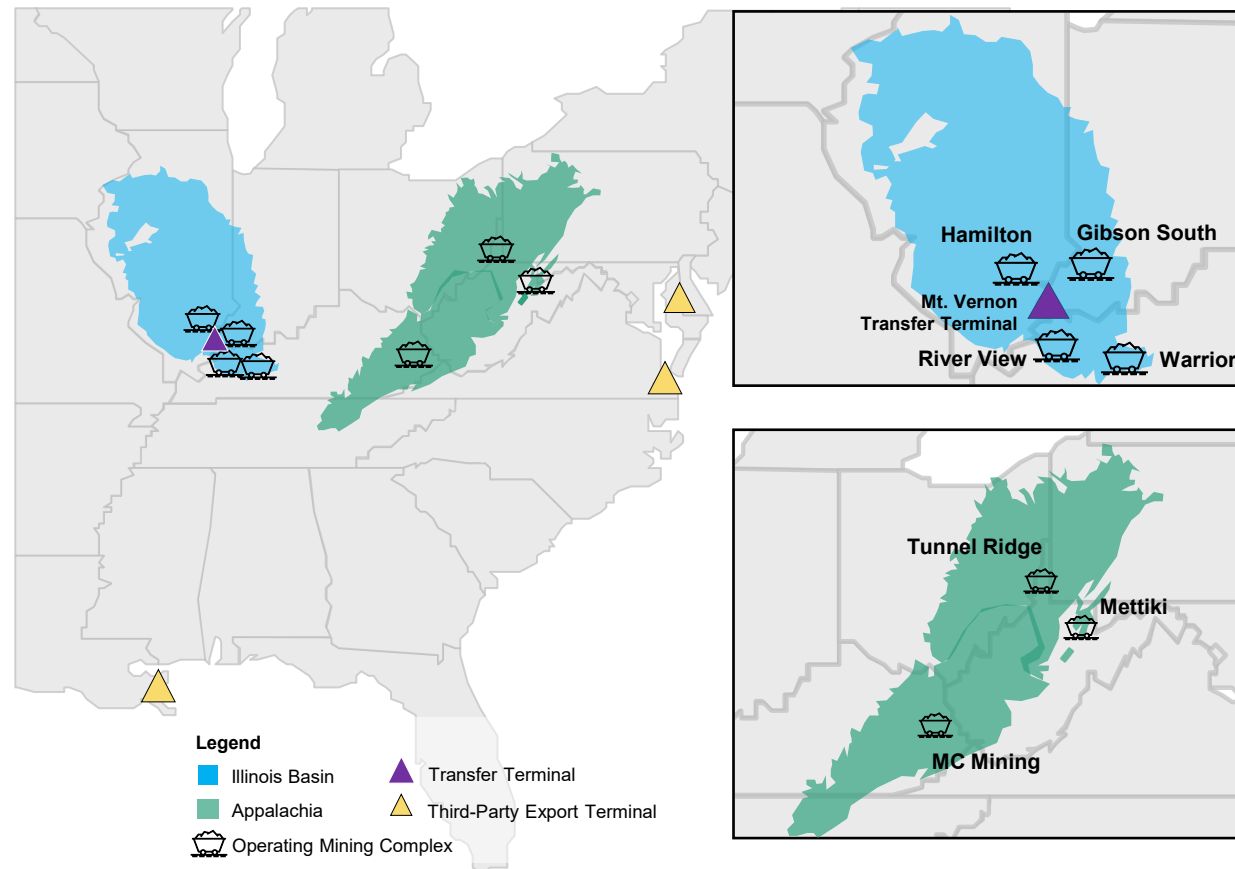 Hamilton
Gibson South
Mt. Vernon
Transfer Terminal
River View
Warrior
Tunnel Ridge
Mettiki
MC Mining
Legend
Illinois Basin
Appalachia
Operating Mining Complex
Transfer Terminal
Third-Party Export Terminal